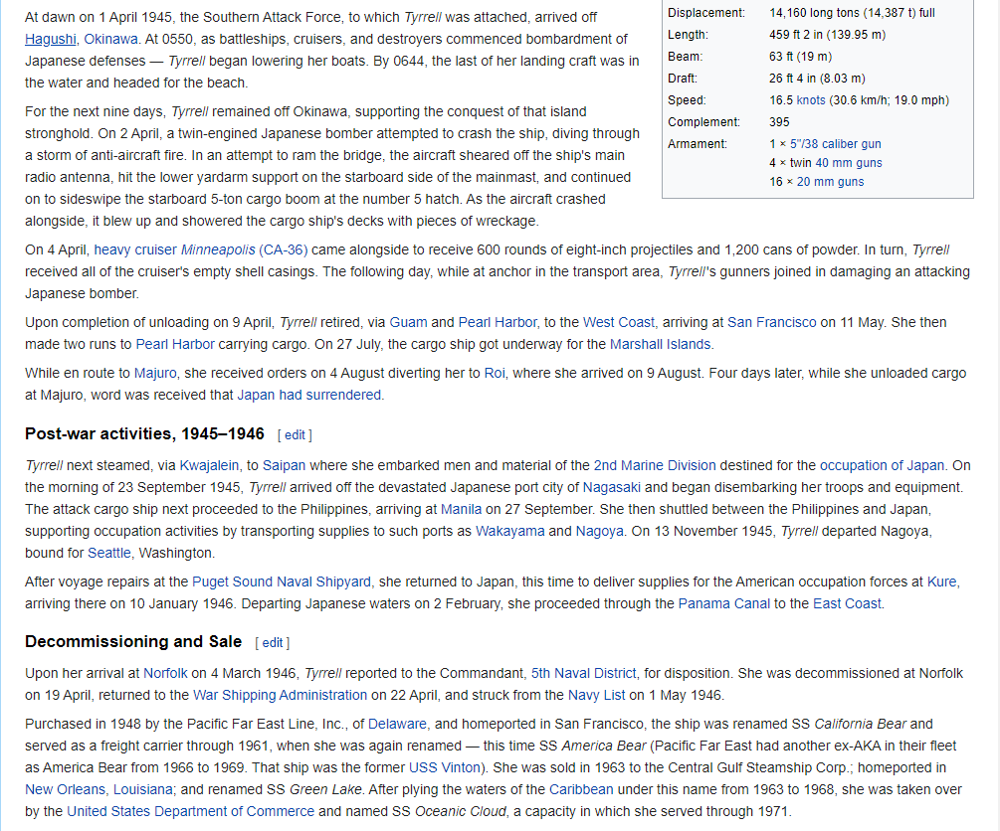 At dawn on 1 April 1945, the Southern Attack Force, to which Tyrrell was attached, arrived off
Hagushi, Okinawa. At 0550, as battleships, cruisers, and destroyers commenced bombardment of
Japanese defenses — Tyrrell began lowering her boats. By 0644, the last of her landing craft was in
the water and headed for the beach.
For the next nine days, Tyrrell remained off Okinawa, supporting the conquest of that island
stronghold. On 2 April, a twin-engined Japanese bomber attempted to crash the ship, diving through
a storm of anti-aircraft fire. In an attempt to ram the bridge, the aircraft sheared off the ship's main
radio antenna, hit the lower yardarm support on the starboard side of the mainmast, and continued
on to sideswipe the starboard 5-ton cargo boom at the number 5 hatch. As the aircraft crashed
alongside, it blew up and showered the cargo ship's decks with pieces of wreckage.
Displacement: 14,160 long tons (14,387 t) full
Length: 459 ft 2 in (139.95 m)
Beam: 63 ft (19 m)
Draft: 26 ft 4 in (8.03 m)
Speed: 16.5 knots (30.6 km/h; 19.0 mph)
Complement: 395
Armament: 1 × 5"/38 caliber gun
4 × twin 40 mm guns
16 × 20 mm guns
On 4 April, heavy cruiser Minneapolis (CA-36) came alongside to receive 600 rounds of eight-inch projectiles and 1,200 cans of powder. In turn, Tyrrell
received all of the cruiser's empty shell casings. The following day, while at anchor in the transport area, Tyrrell's gunners joined in damaging an attacking
Japanese bomber.
Upon completion of unloading on 9 April, Tyrrell retired, via Guam and Pearl Harbor, to the West Coast, arriving at San Francisco on 11 May. She then
made two runs to Pearl Harbor carrying cargo. On 27 July, the cargo ship got underway for the Marshall Islands.
While en route to Majuro, she received orders on 4 August diverting her to Roi, where she arrived on 9 August. Four days later, while she unloaded cargo
at Majuro, word was received that Japan had surrendered.
Post-war activities, 1945–1946 [ edit ]
Tyrrell next steamed, via Kwajalein, to Saipan where she embarked men and material of the 2nd Marine Division destined for the occupation of Japan. On
the morning of 23 September 1945, Tyrrell arrived off the devastated Japanese port city of Nagasaki and began disembarking her troops and equipment.
The attack cargo ship next proceeded to the Philippines, arriving at Manila on 27 September. She then shuttled between the Philippines and Japan,
supporting occupation activities by transporting supplies to such ports as Wakayama and Nagoya. On 13 November 1945, Tyrrell departed Nagoya,
bound for Seattle, Washington.
After voyage repairs at the Puget Sound Naval Shipyard, she returned to Japan, this time to deliver supplies for the American occupation forces at Kure,
arriving there on 10 January 1946. Departing Japanese waters on 2 February, she proceeded through the Panama Canal to the East Coast.
Decommissioning and Sale [ edit ]
Upon her arrival at Norfolk on 4 March 1946, Tyrrell reported to the Commandant, 5th Naval District, for disposition. She was decommissioned at Norfolk
on 19 April, returned to the War Shipping Administration on 22 April, and struck from the Navy List on 1 May 1946.
Purchased in 1948 by the Pacific Far East Line, Inc., of Delaware, and homeported in San Francisco, the ship was renamed SS California Bear and
served as a freight carrier through 1961, when she was again renamed — this time SS America Bear (Pacific Far East had another ex-AKA in their fleet
as America Bear from 1966 to 1969. That ship was the former USS Vinton). She was sold in 1963 to the Central Gulf Steamship Corp.; homeported in
New Orleans, Louisiana; and renamed SS Green Lake. After plying the waters of the Caribbean under this name from 1963 to 1968, she was taken over
by the United States Department of Commerce and named SS Oceanic Cloud, a capacity in which she served through 1971.